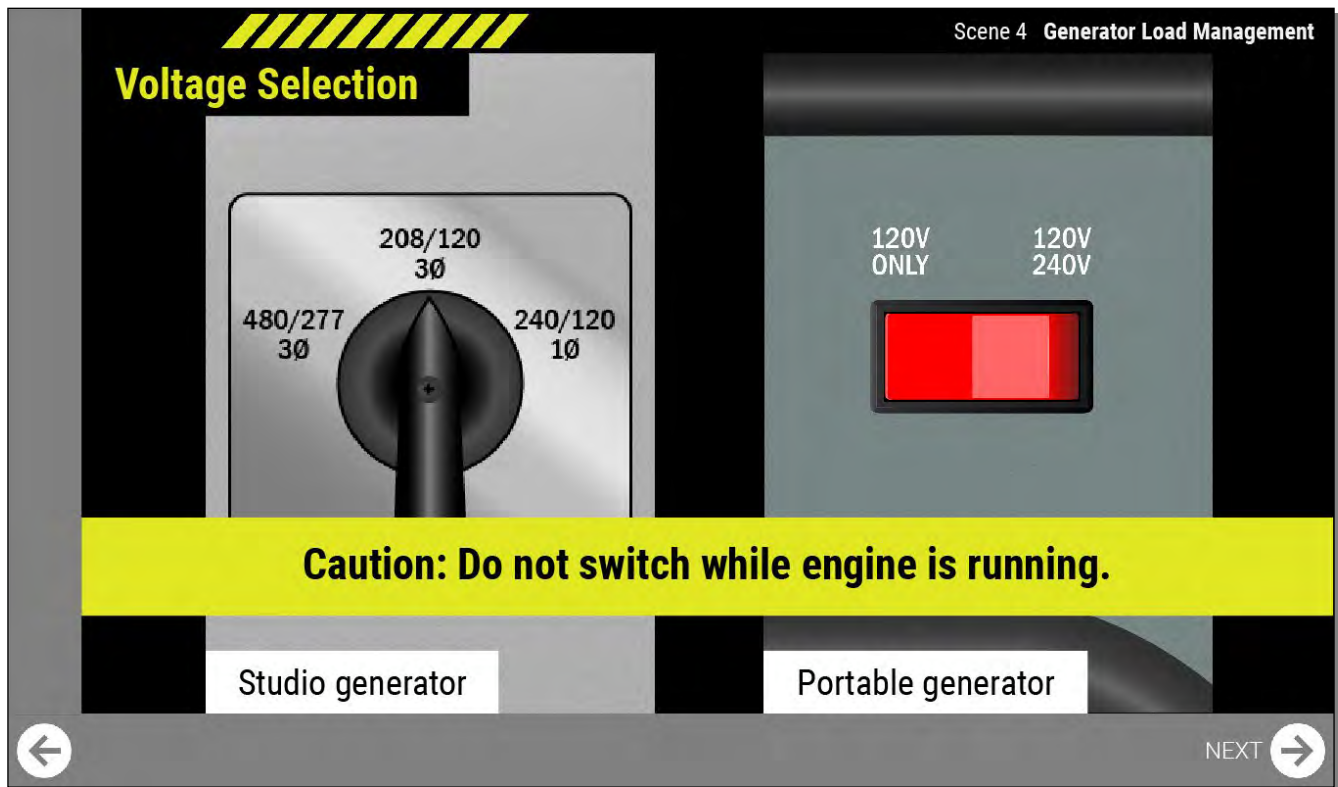 Scene 4 Generator Load Management
Voltage Selection
208/120
3Ø
480/277
3Ø
240/120
1Ø
120V
ONLY
120V
240V
Caution: Do not switch while engine is running.
Studio generator
Portable generator
NEXT